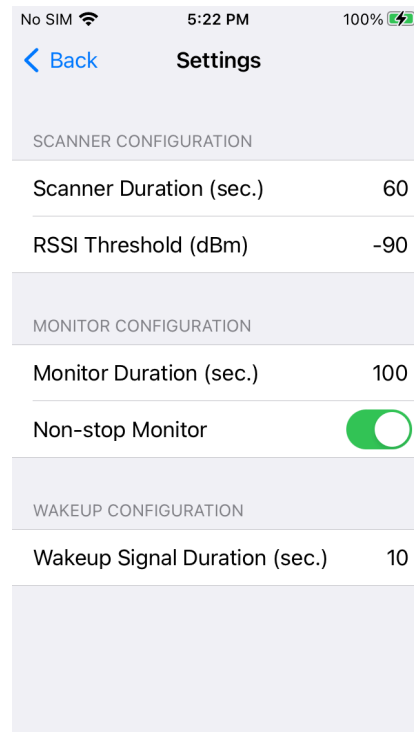 No SIM 5:22 PM 100%
Back Settings
SCANNER CONFIGURATION
Scanner Duration (sec.) 60
RSSI Threshold (dBm) -90
MONITOR CONFIGURATION
Monitor Duration (sec.) 100
Non-stop Monitor
WAKEUP CONFIGURATION
Wakeup Signal Duration (sec.) 10